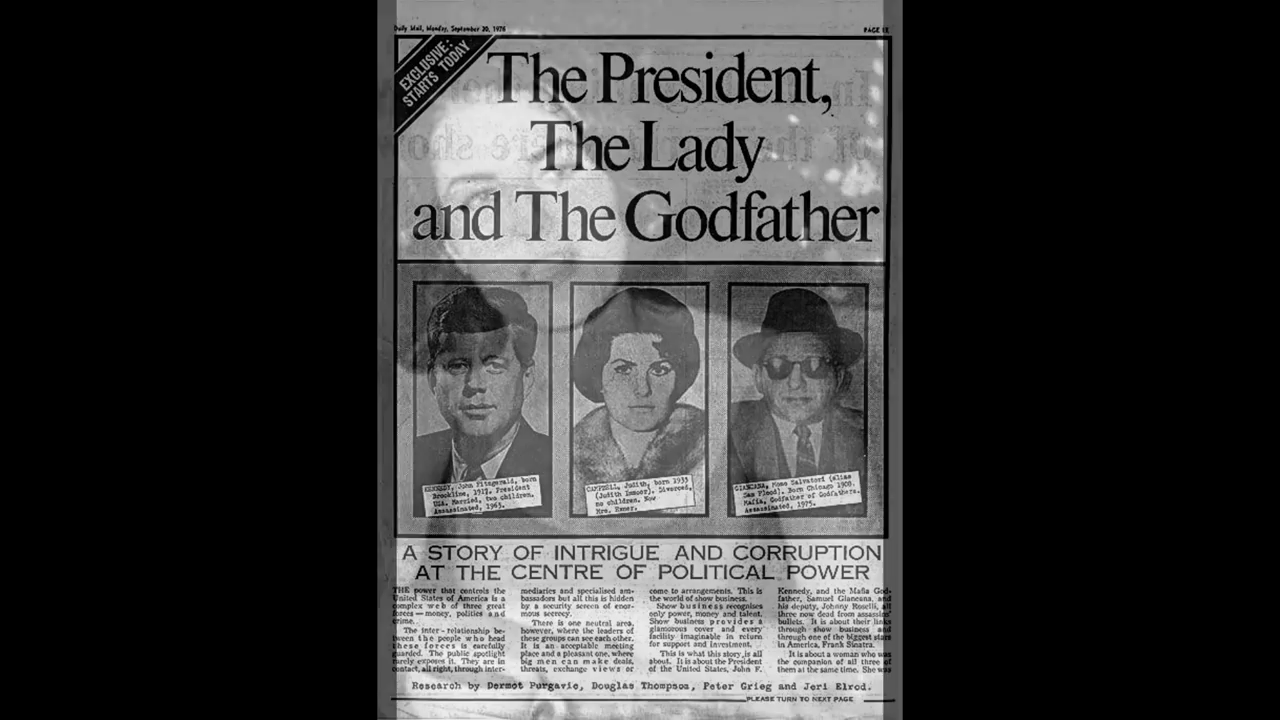 Daily Mail, Monday, September 20, 1976
PAGE
EXCLUSIVE:
STARTS TODAY
The President,
The Lady
and The Godfather
KENNEDY, John Fitzgerald, born
Brookline, 1917. President
USA. Married, two children.
Assassinated, 1963.
CAMPBELL, Judith, born 1933
(Judith Immoor). Divorced,
no children. Now
Mrs. Exner.
GIANCANA, Momo Salvatori (alias
Sam Flood). Born Chicago 1908.
Mafia, Godfather of Godfathers.
Assassinated, 1975.
A STORY OF INTRIGUE AND CORRUPTION
AT THE CENTRE OF POLITICAL POWER
THE power that controls the
United States of America is a
complex web of three great
forces — money, politics and
crime.
The inter-relationship be-
tween the people who head
these forces is carefully
guarded. The public spotlight
rarely exposes it. They are in
contact, all right, through inter-
mediaries and specialised am-
bassadors but all this is hidden
by a security screen of enor-
mous secrecy.
There is one neutral area,
however, where the leaders of
these groups can see each other.
It is an acceptable meeting
place and a pleasant one, where
big men can make deals,
threats, exchange views or
come to arrangements. This is
the world of show business.
Show business recognises
only power, money and talent.
Show business provides a
glamorous cover and every
facility imaginable in return
for support and investment.
This is what this story is all
about. It is about the President
of the United States, John F.
Kennedy, and the Mafia God-
father, Samuel Giancana, and
his deputy, Johnny Roselli, all
three now dead from assassins'
bullets. It is about their links
through show business and
through one of the biggest stars
in America, Frank Sinatra.
It is about a woman who was
the companion of all three of
them at the same time. She was
Research by Dermot Purgavie, Douglas Thompson, Peter Grieg and Jeri Elrod.
PLEASE TURN TO NEXT PAGE